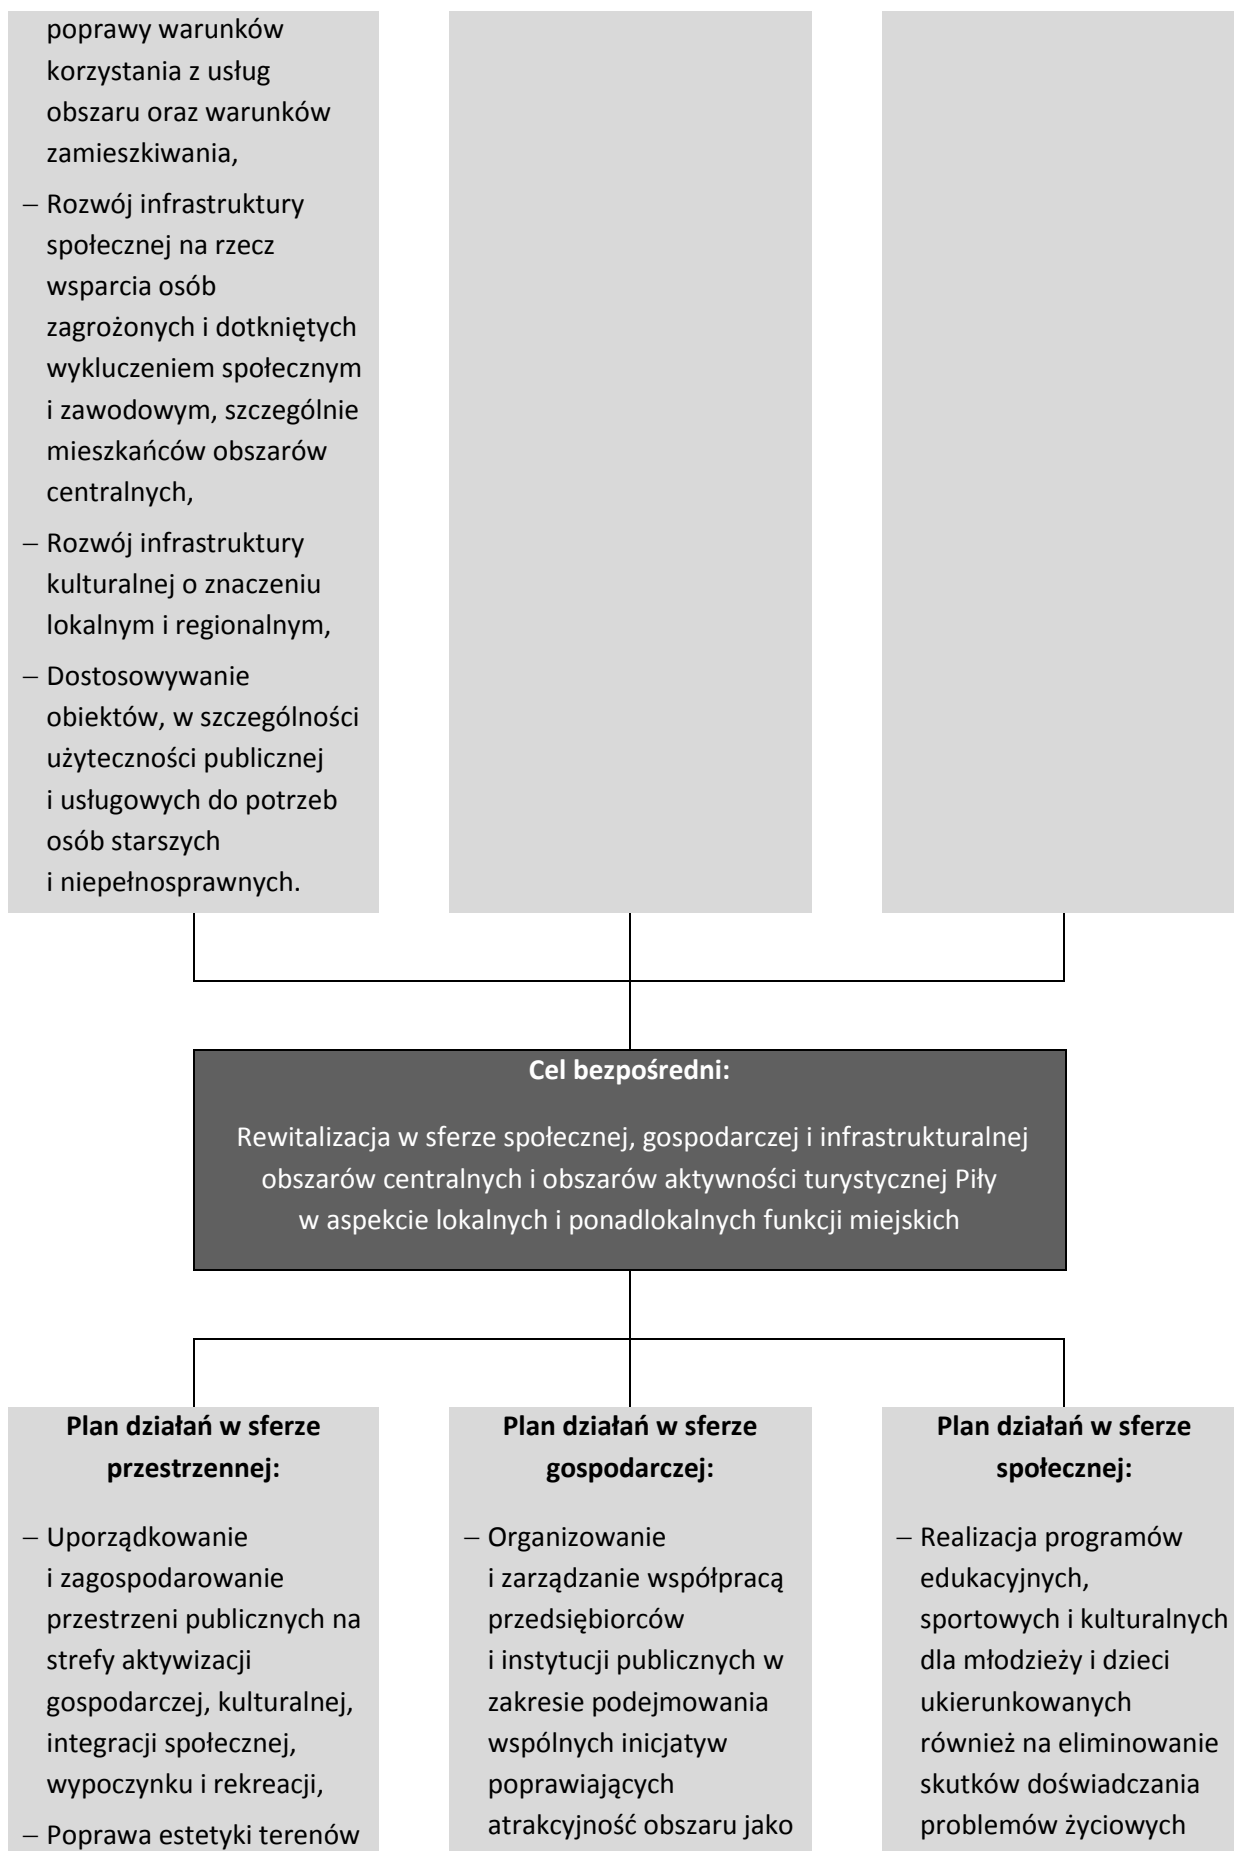 poprawy warunków
korzystania z usług
obszaru oraz warunków
zamieszkiwania,
– Rozwój infrastruktury
społecznej na rzecz
wsparcia osób
zagrożonych i dotkniętych
wykluczeniem społecznym
i zawodowym, szczególnie
mieszkańców obszarów
centralnych,
– Rozwój infrastruktury
kulturalnej o znaczeniu
lokalnym i regionalnym,
– Dostosowywanie
obiektów, w szczególności
użyteczności publicznej
i usługowych do potrzeb
osób starszych
i niepełnosprawnych.
Cel bezpośredni:
Rewitalizacja w sferze społecznej, gospodarczej i infrastrukturalnej
obszarów centralnych i obszarów aktywności turystycznej Piły
w aspekcie lokalnych i ponadlokalnych funkcji miejskich
Plan działań w sferze
przestrzennej:
– Uporządkowanie
i zagospodarowanie
przestrzeni publicznych na
strefy aktywizacji
gospodarczej, kulturalnej,
integracji społecznej,
wypoczynku i rekreacji,
– Poprawa estetyki terenów
Plan działań w sferze
gospodarczej:
– Organizowanie
i zarządzanie współpracą
przedsiębiorców
i instytucji publicznych w
zakresie podejmowania
wspólnych inicjatyw
poprawiających
atrakcyjność obszaru jako
Plan działań w sferze
społecznej:
– Realizacja programów
edukacyjnych,
sportowych i kulturalnych
dla młodzieży i dzieci
ukierunkowanych
również na eliminowanie
skutków doświadczania
problemów życiowych